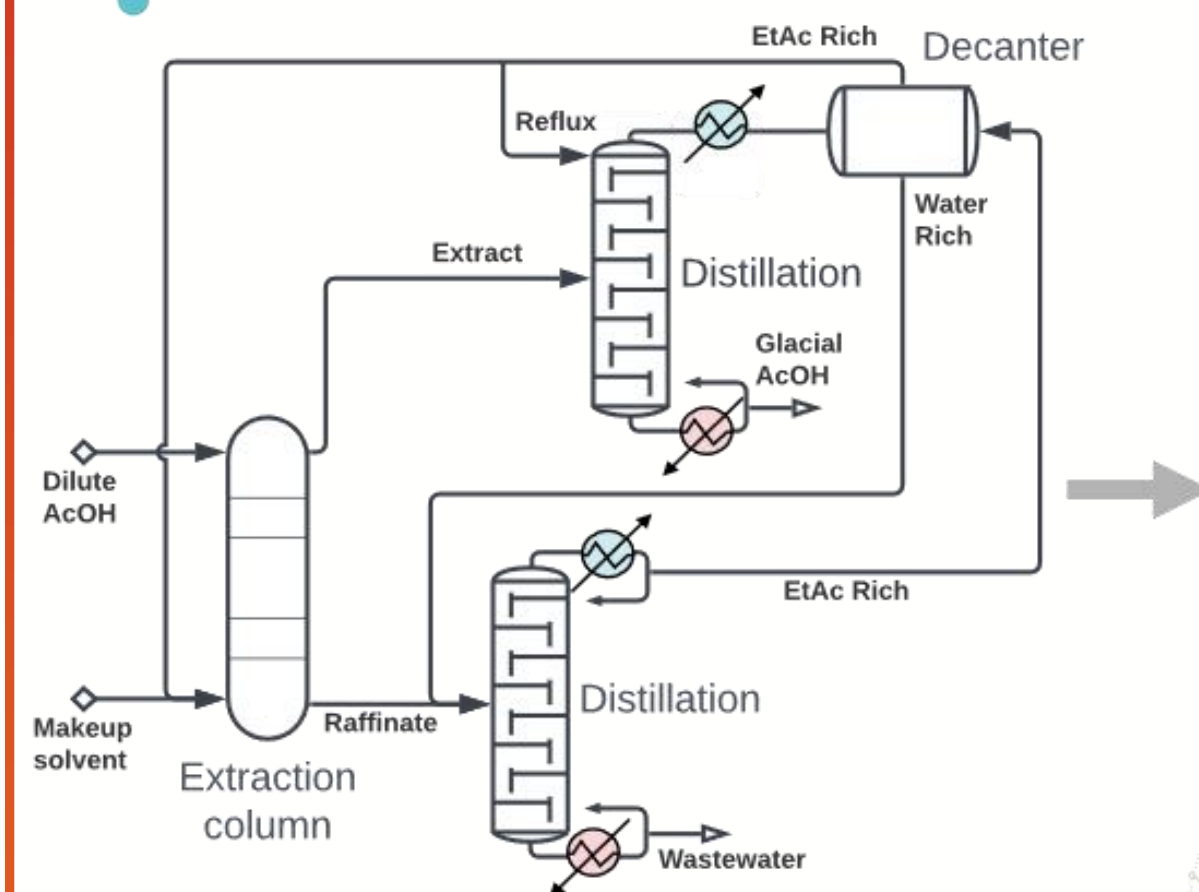 EtAc Rich
Decanter
Reflux
Water
Rich
Extract
Distillation
Glacial
AcOH
Dilute
AcOH
EtAc Rich
Distillation
Makeup
solvent
Raffinate
Extraction
column
Wastewater